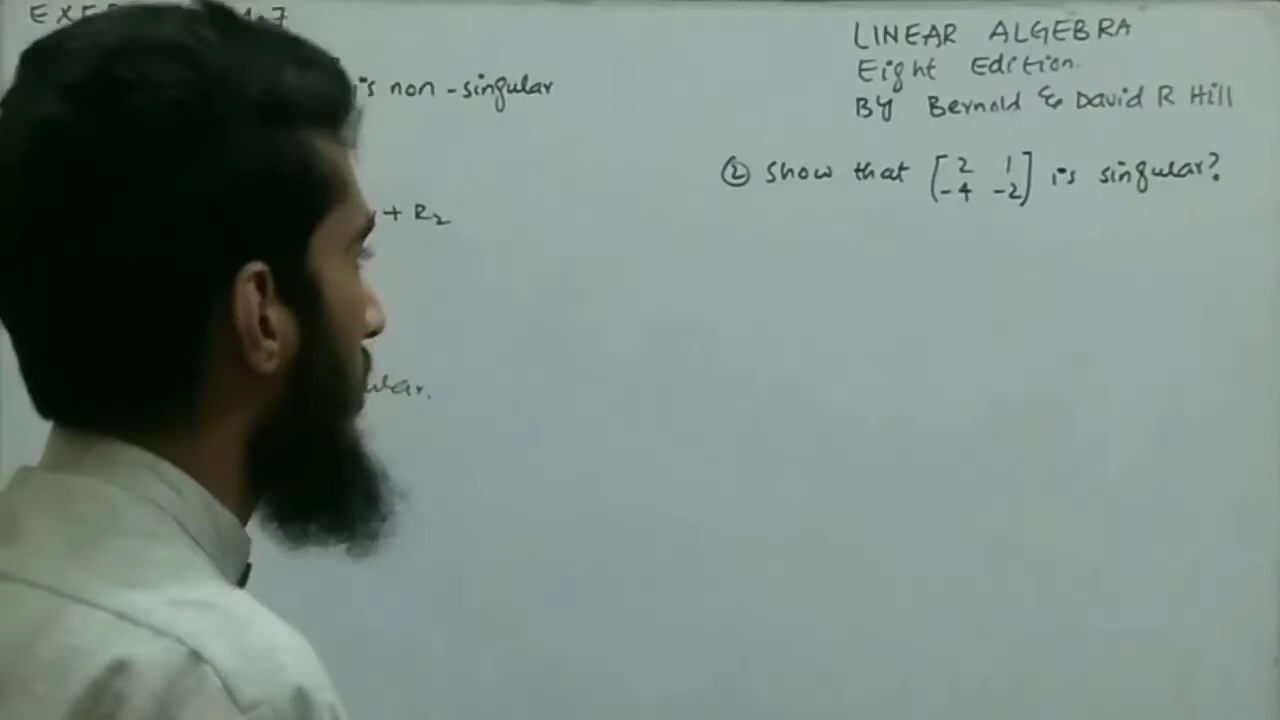 is non-singular
+ R₂
LINEAR ALGEBRA
Eight Edition.
BY Bernold & David R Hill
② Show that [2 1
-4 -2] is singular?